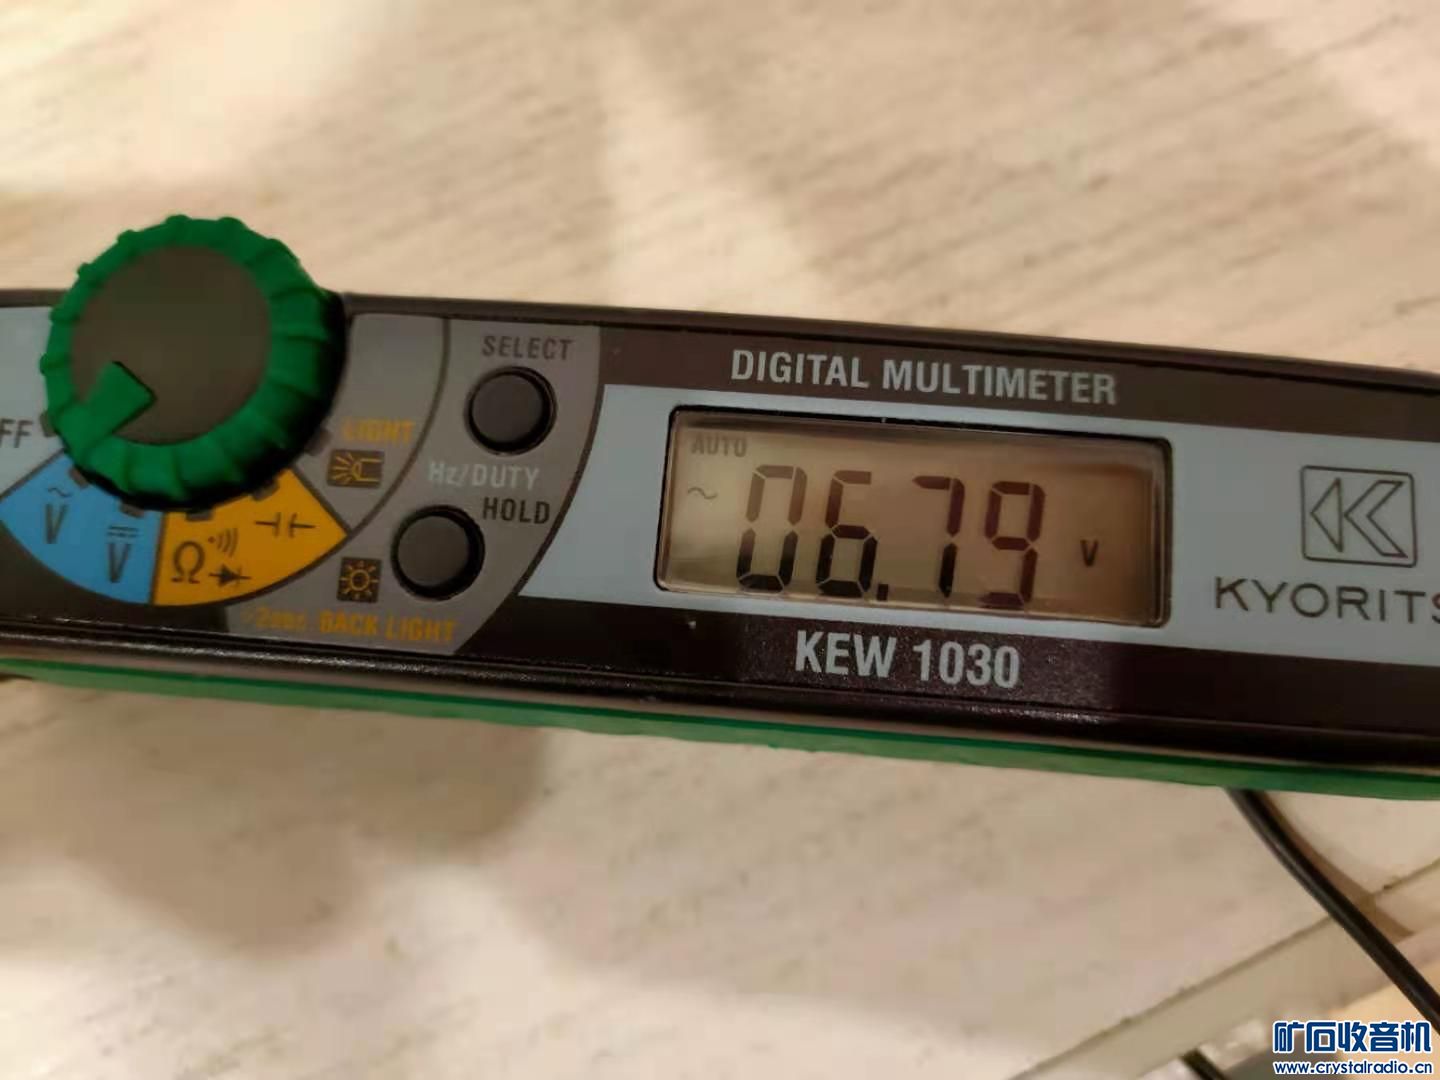 DIGITAL MULTIMETER
SELECT
AUTO
~ 06.79 V
FF
LIGHT
Hz/DUTY
HOLD
~
V
V
Ω
BACK LIGHT
KEW 1030
KYORITS
矿石收音机
www.crystalradio.cn